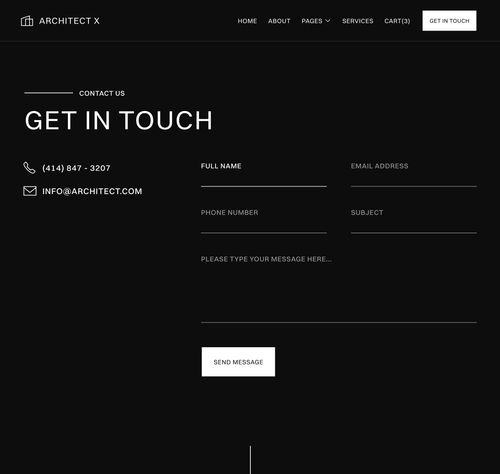 ARCHITECT X
HOME ABOUT PAGES SERVICES CART(3) GET IN TOUCH
CONTACT US
GET IN TOUCH
(414) 847 - 3207
INFO@ARCHITECT.COM
FULL NAME EMAIL ADDRESS
PHONE NUMBER SUBJECT
PLEASE TYPE YOUR MESSAGE HERE...
SEND MESSAGE